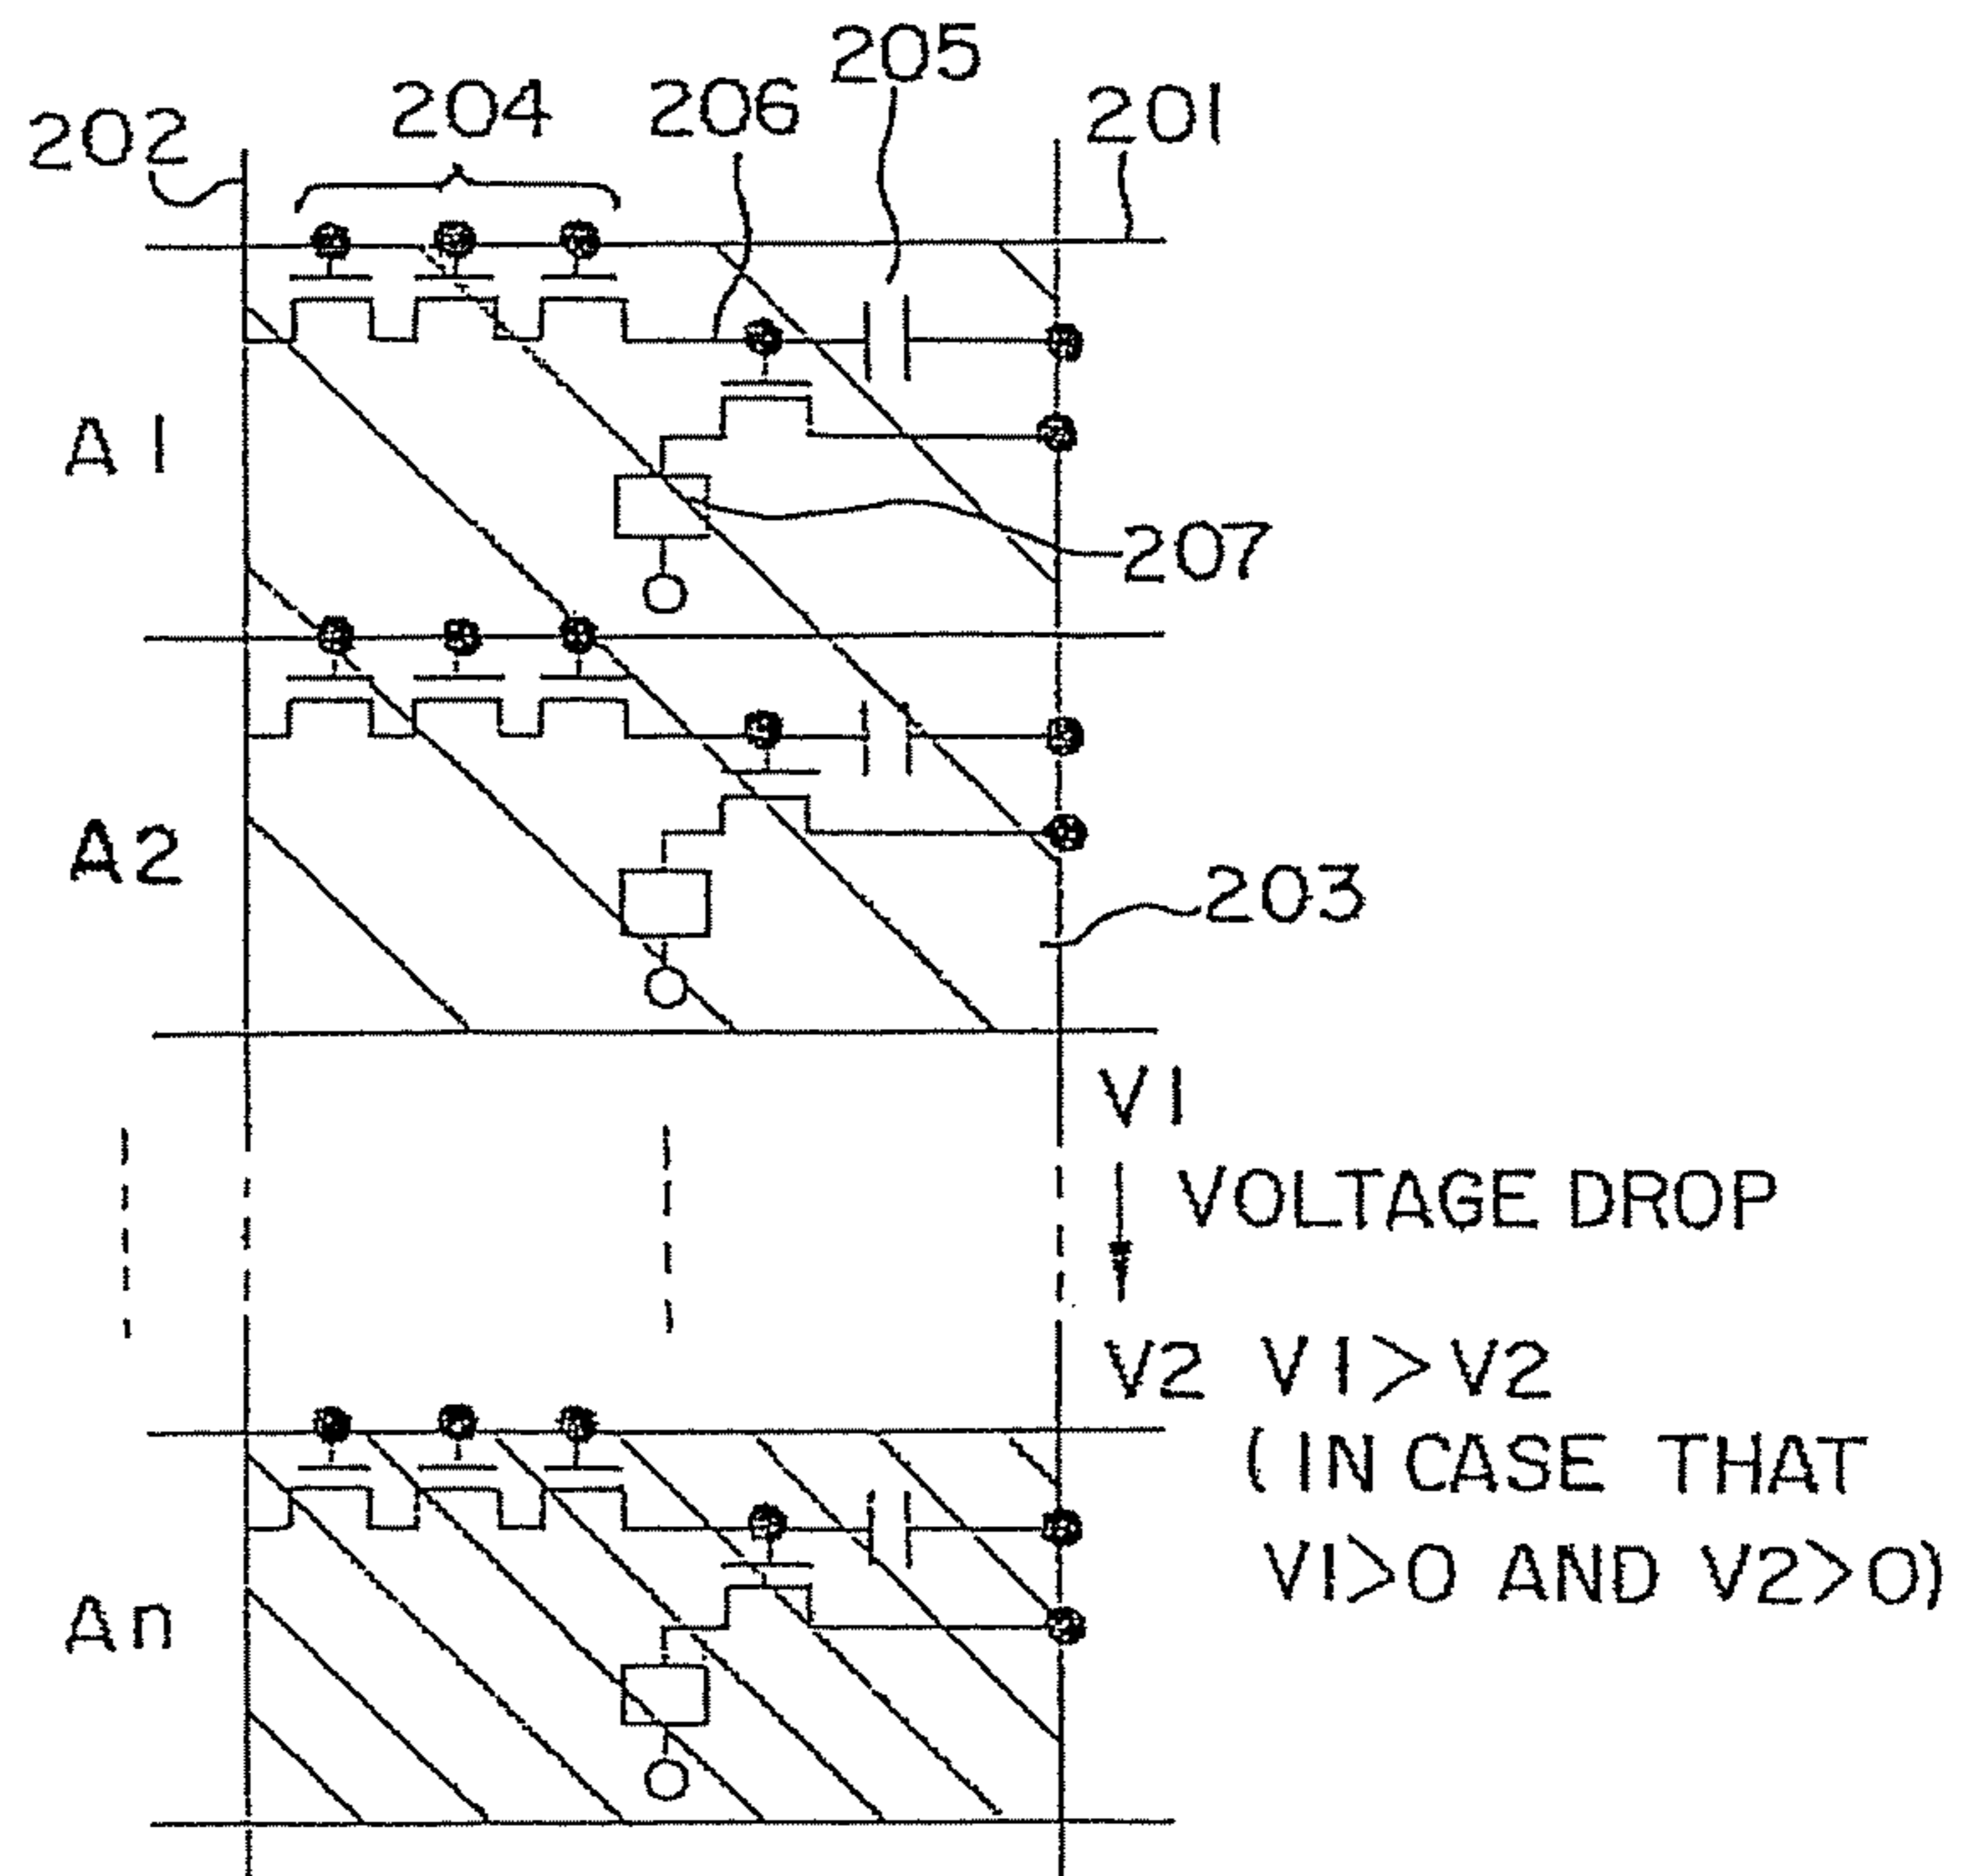 205
204
206
201
202
A1
207
A2
203
V1
VOLTAGE DROP
V2 V1>V2
(IN CASE THAT
V1>0 AND V2>0)
An